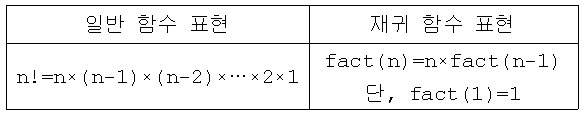 일반 함수 표현
재귀 함수 표현
n!=n×(n-1)×(n-2)×⋯×2×1
fact(n)=n×fact(n-1)
단, fact(1)=1